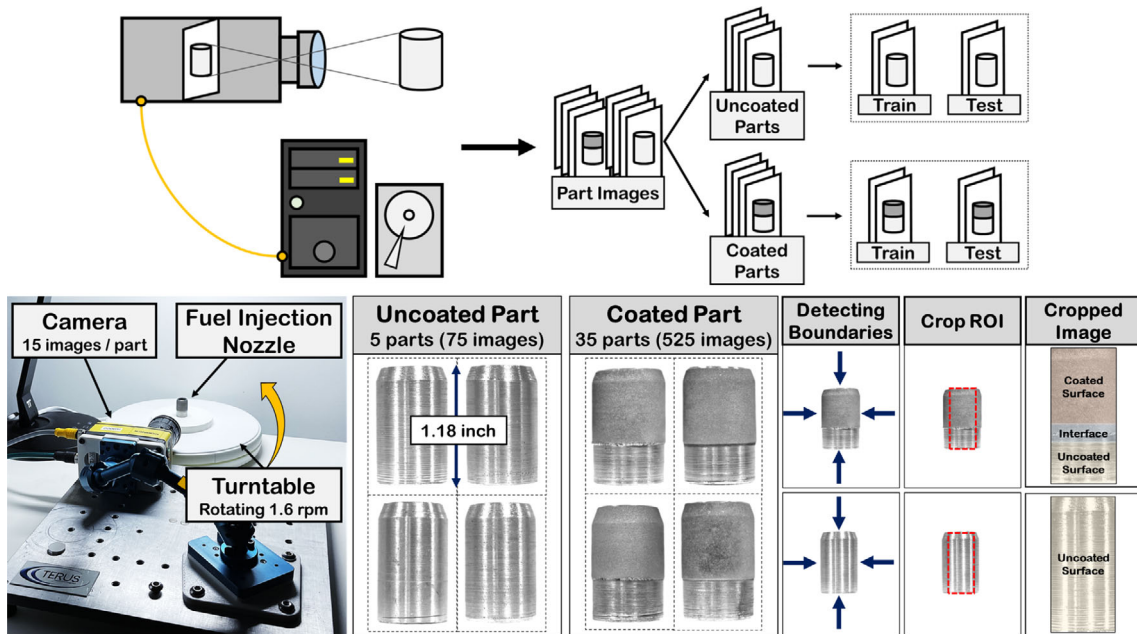 Part Images
Uncoated
Parts
Train
Test
Coated
Parts
Train
Test
Camera
15 images / part
Fuel Injection
Nozzle
Turntable
Rotating 1.6 rpm
TERUS
Uncoated Part
5 parts (75 images)
1.18 inch
Coated Part
35 parts (525 images)
Detecting
Boundaries
Crop ROI
Cropped
Image
Coated
Surface
Interface
Uncoated
Surface
Uncoated
Surface